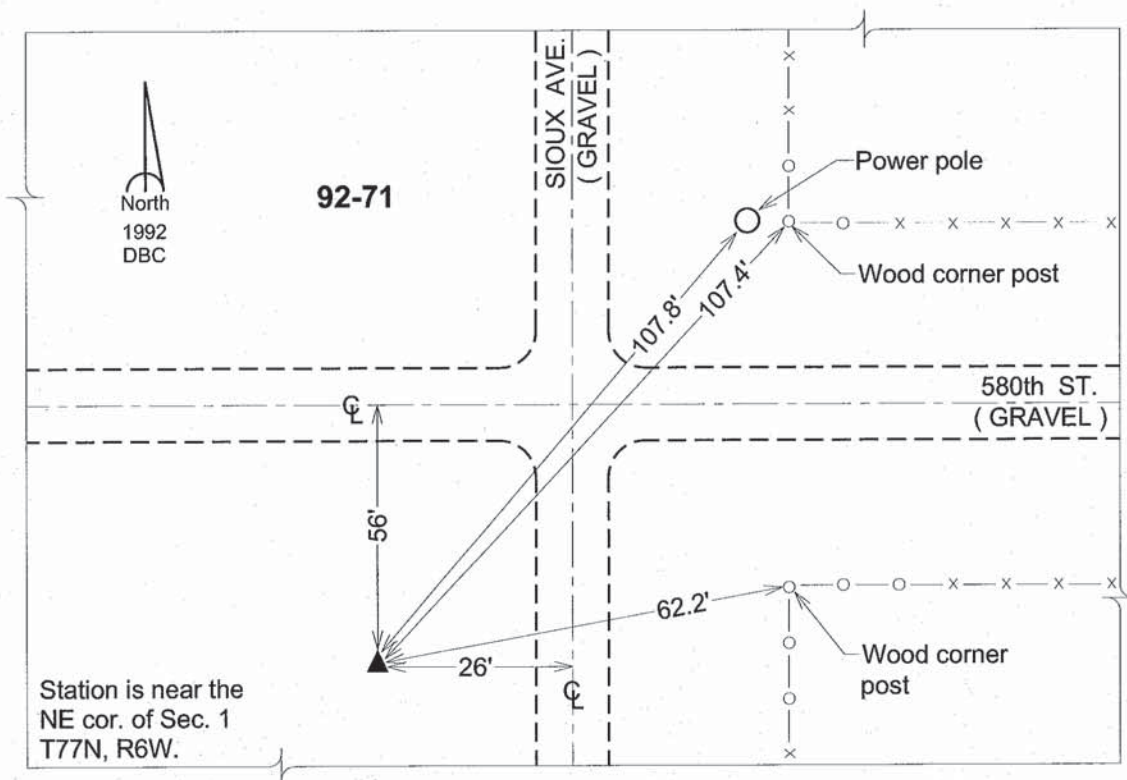 SIOUX AVE.
( GRAVEL )
North
1992
DBC
92-71
Power pole
Wood corner post
107.8'
107.4'
580th ST.
( GRAVEL )
℄
56'
62.2'
26'
℄
Wood corner
post
Station is near the
NE cor. of Sec. 1
T77N, R6W.